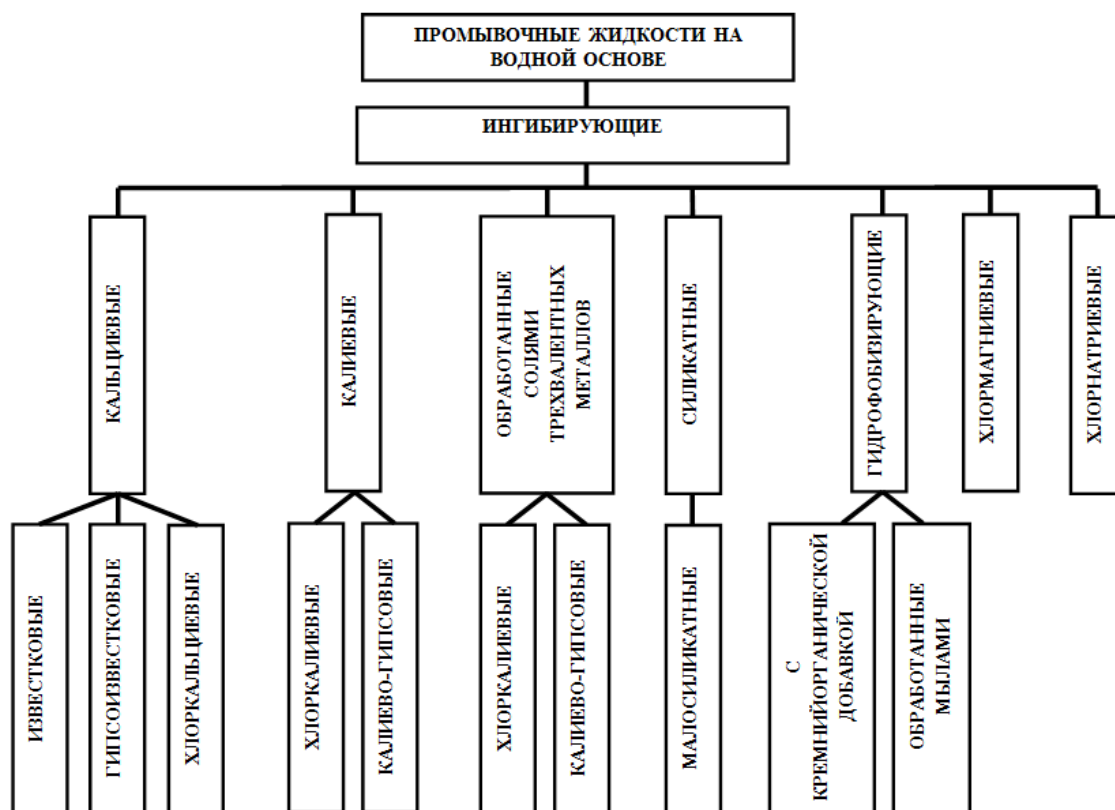 ПРОМЫВОЧНЫЕ ЖИДКОСТИ НА
ВОДНОЙ ОСНОВЕ
ИНГИБИРУЮЩИЕ
КАЛЬЦИЕВЫЕ
КАЛИЕВЫЕ
ОБРАБОТАННЫЕ
СОЛЯМИ
ТРЕХВАЛЕНТНЫХ
МЕТАЛЛОВ
СИЛИКАТНЫЕ
ГИДРОФОБИЗИРУЮЩИЕ
ХЛОРМАГНИЕВЫЕ
ХЛОРНАТРИЕВЫЕ
ИЗВЕСТКОВЫЕ
ГИПСОИЗВЕСТКОВЫЕ
ХЛОРКАЛЬЦИЕВЫЕ
ХЛОРКАЛИЕВЫЕ
КАЛИЕВО-ГИПСОВЫЕ
ХЛОРКАЛИЕВЫЕ
КАЛИЕВО-ГИПСОВЫЕ
МАЛОСИЛИКАТНЫЕ
С
КРЕМНИЙОРГАНИЧЕСКОЙ
ДОБАВКОЙ
ОБРАБОТАННЫЕ
МЫЛАМИ